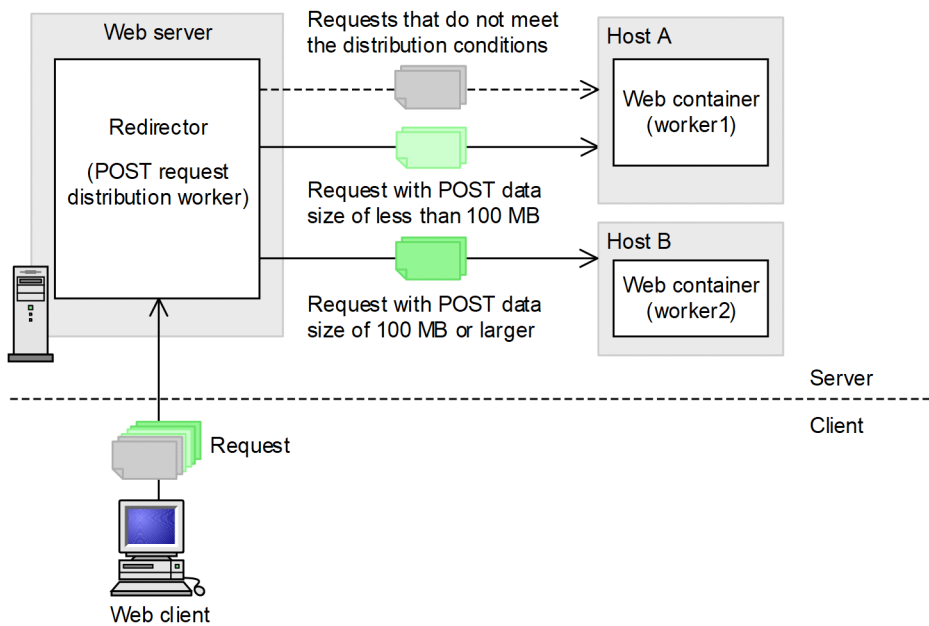 Web server
Redirector
(POST request
distribution worker)
Requests that do not meet
the distribution conditions
Request with POST data
size of less than 100 MB
Request with POST data
size of 100 MB or larger
Host A
Web container
(worker1)
Host B
Web container
(worker2)
Server
Client
Request
Web client